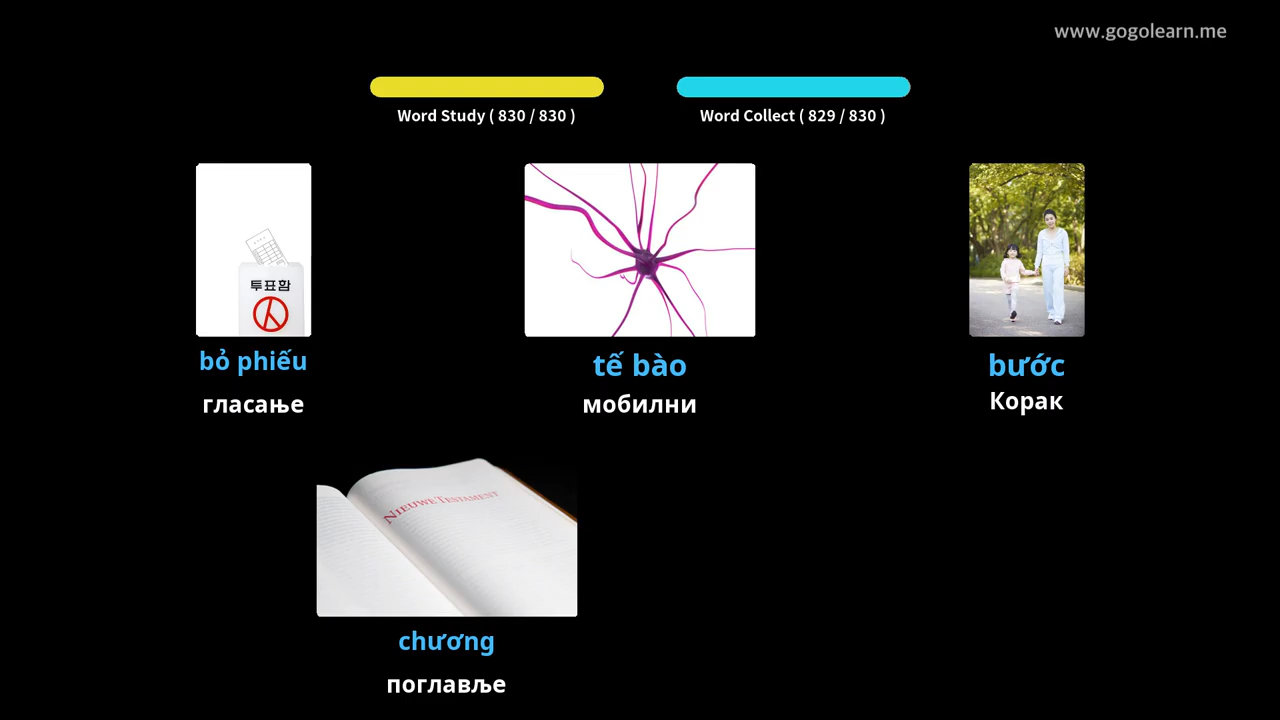 www.gogolearn.me
Word Study ( 830 / 830 )
Word Collect ( 829 / 830 )
투표함
bỏ phiếu
гласање
tế bào
мобилни
bước
Корак
NIEUWE TESTAMENT
chương
поглавље